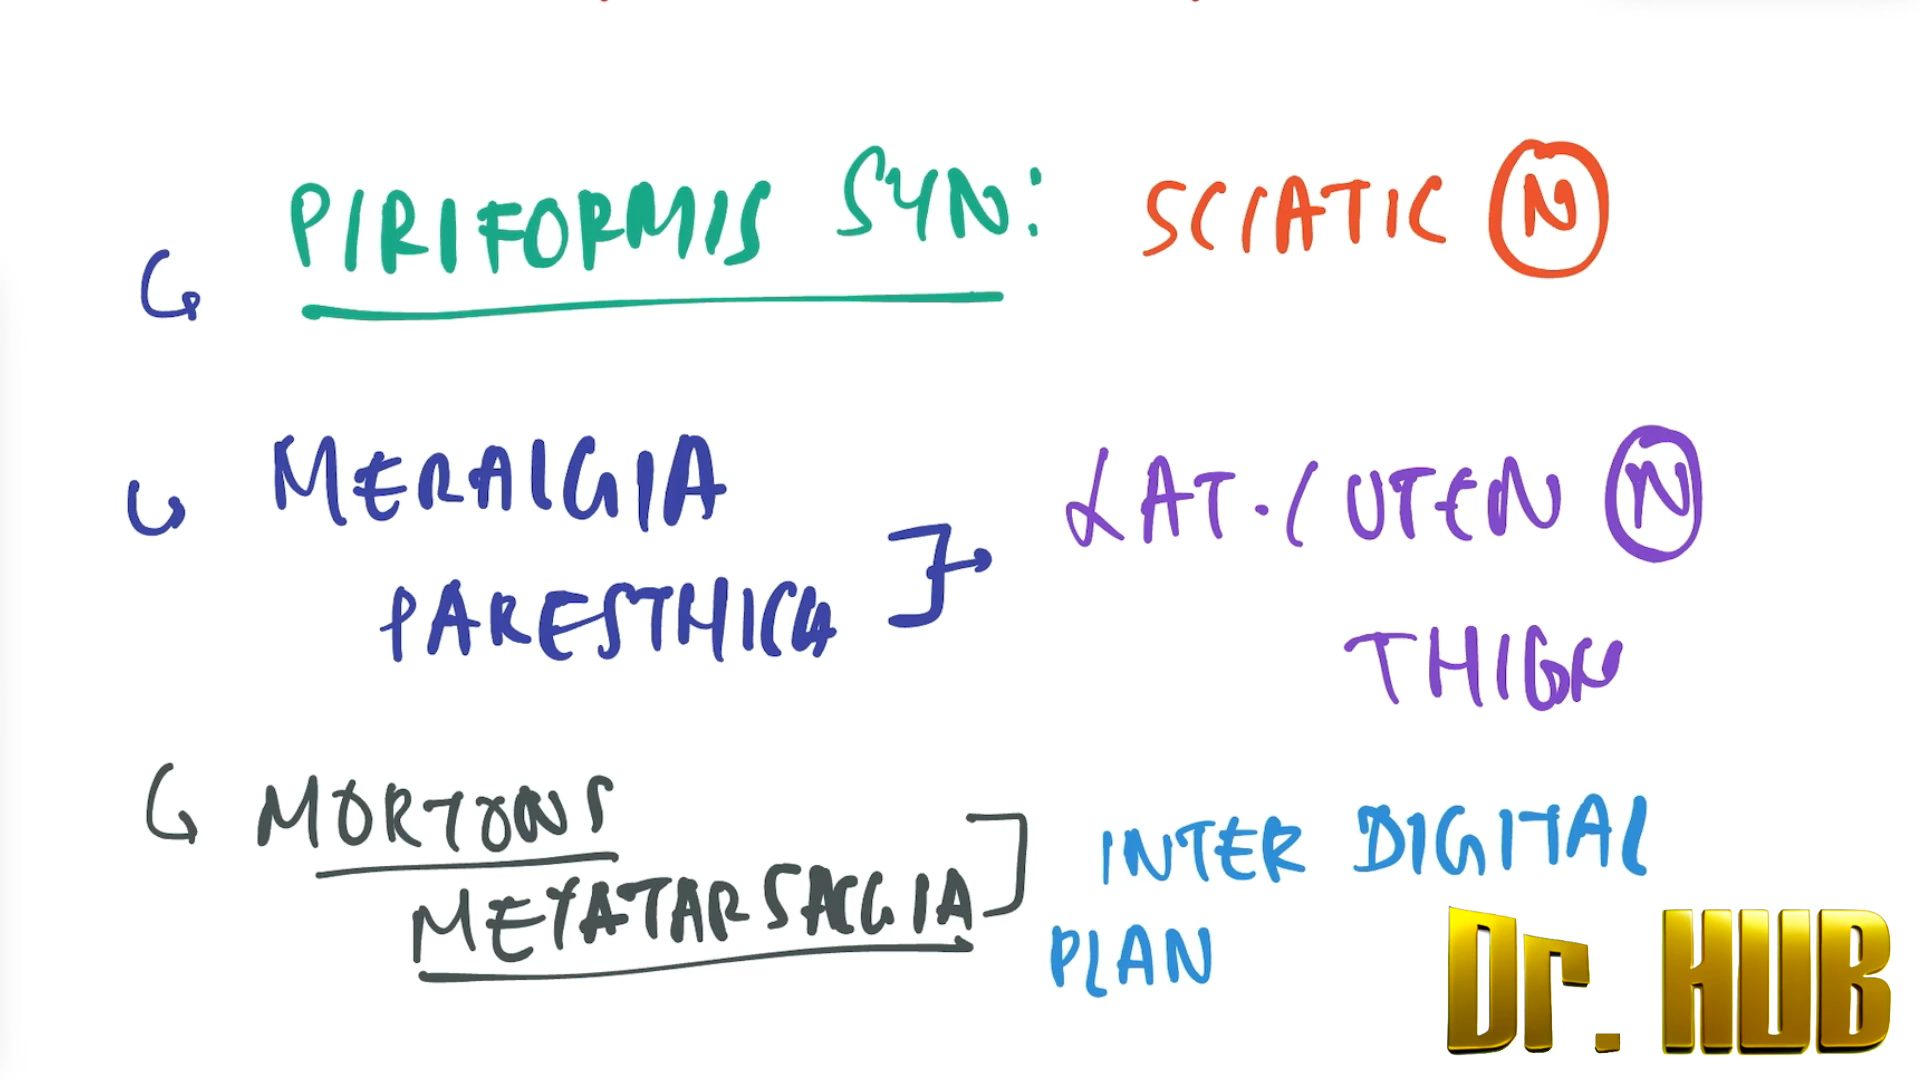 PIRIFORMIS SYN: SCIATIC N
MERALGIA
PARESTHICA
LAT. CUTEN N
THIGH
MORTONS
METATARSALGIA
INTER DIGITAL
PLAN
Dr. HUB